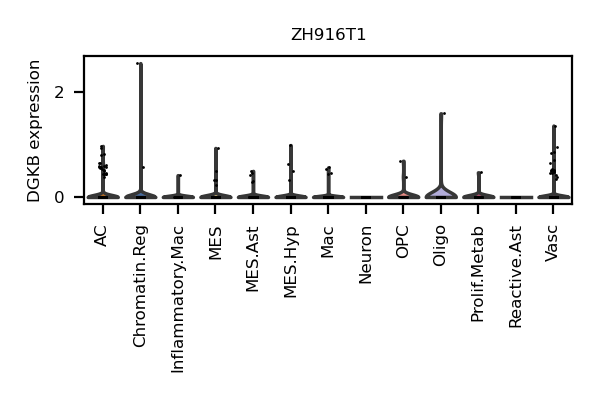 ZH916T1
DGKB expression
2
0
AC
Chromatin.Reg
Inflammatory.Mac
MES
MES.Ast
MES.Hyp
Mac
Neuron
OPC
Oligo
Prolif.Metab
Reactive.Ast
Vasc